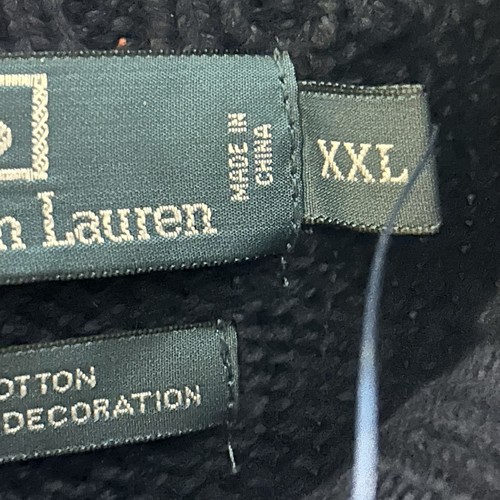 MADE IN
CHINA
XXL
n Lauren
OTTON
DECORATION